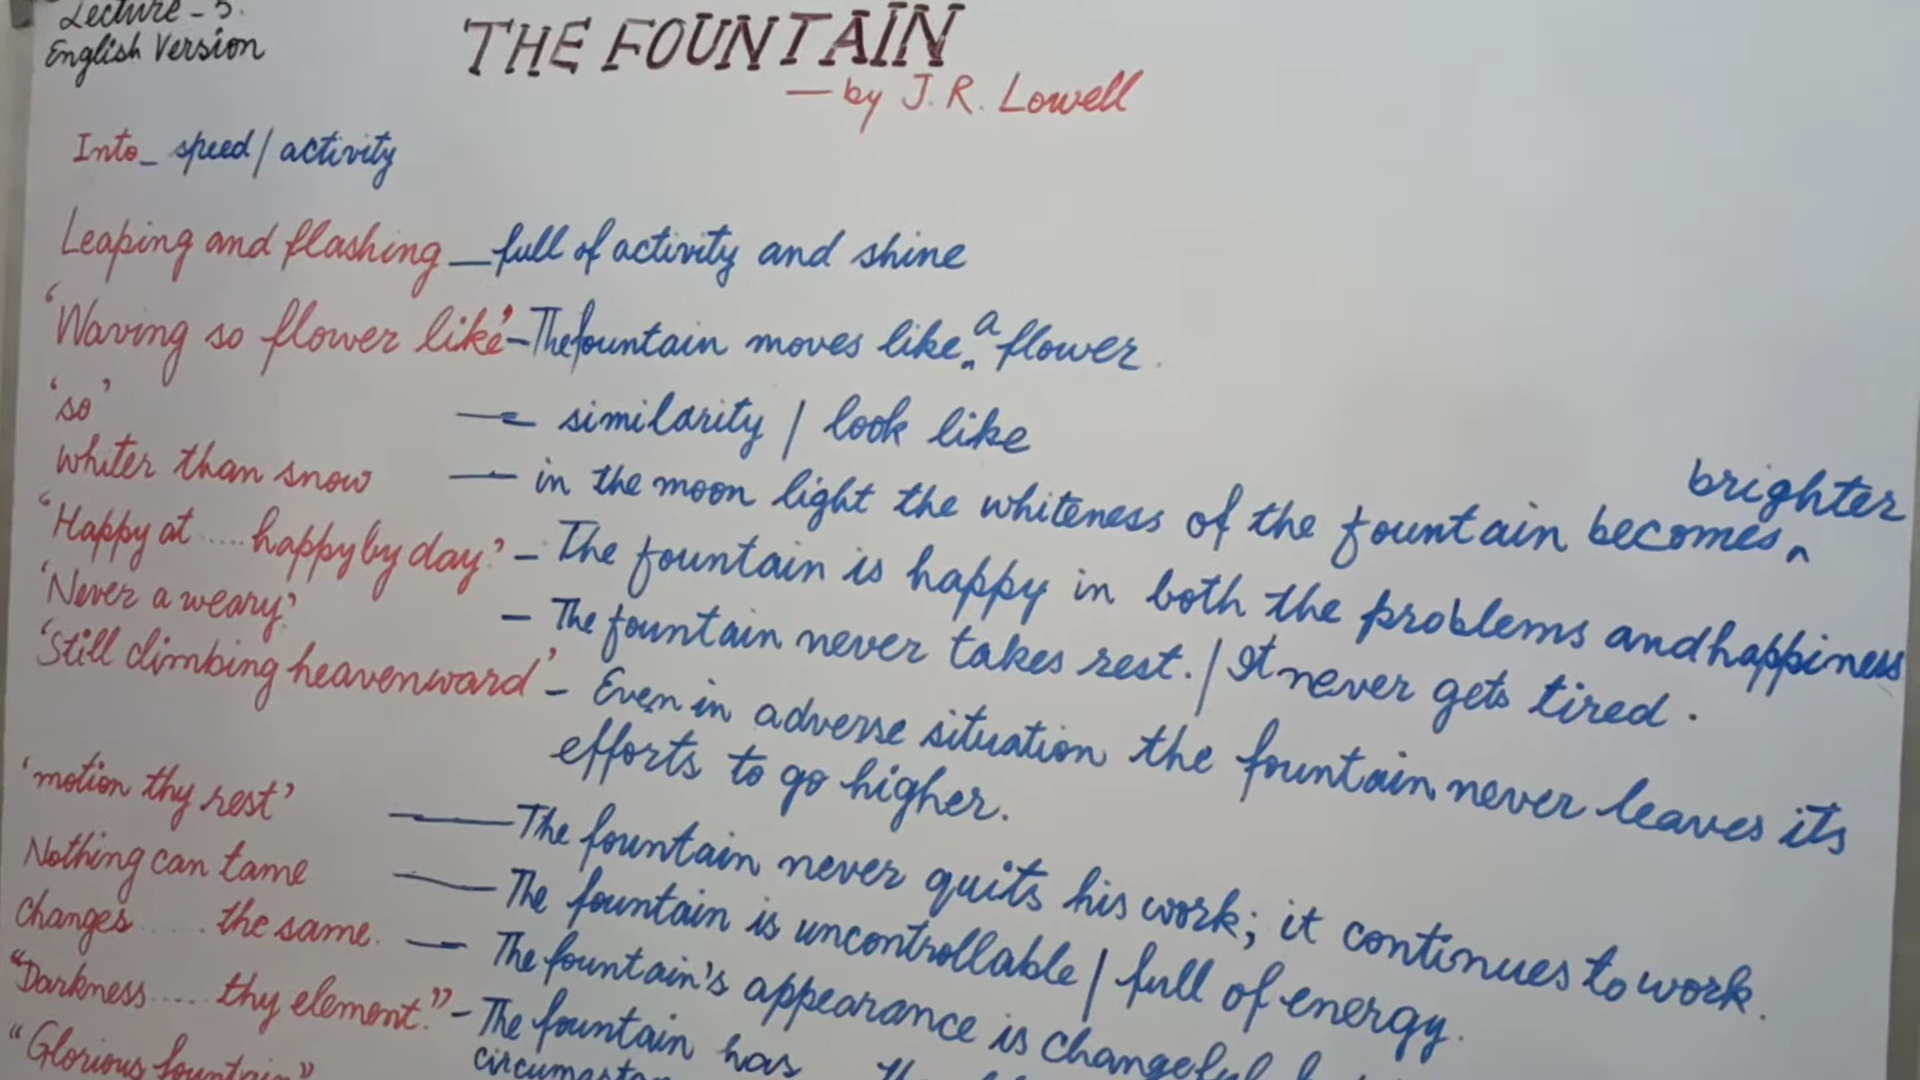 Lecture - 5.
English Version
THE FOUNTAIN
— by J. R. Lowell
Into_ speed / activity
Leaping and flashing — full of activity and shine
'Waving so flower like' - The fountain moves like a flower.
'so' — similarity / look like
whiter than snow — in the moon light the whiteness of the fountain becomes brighter
'Happy at ..... happy by day' - The fountain is happy in both the problems and happiness
'Never a weary' - The fountain never takes rest. / It never gets tired.
'Still climbing heavenward' - Even in adverse situation the fountain never leaves its
efforts to go higher.
'motion thy rest' — The fountain never quits his work; it continues to work.
Nothing can tame — The fountain is uncontrollable / full of energy.
Changes ..... the same. — The fountain's appearance is changeful
"Darkness ..... thy element." - The fountain has
"Glorious fountain"